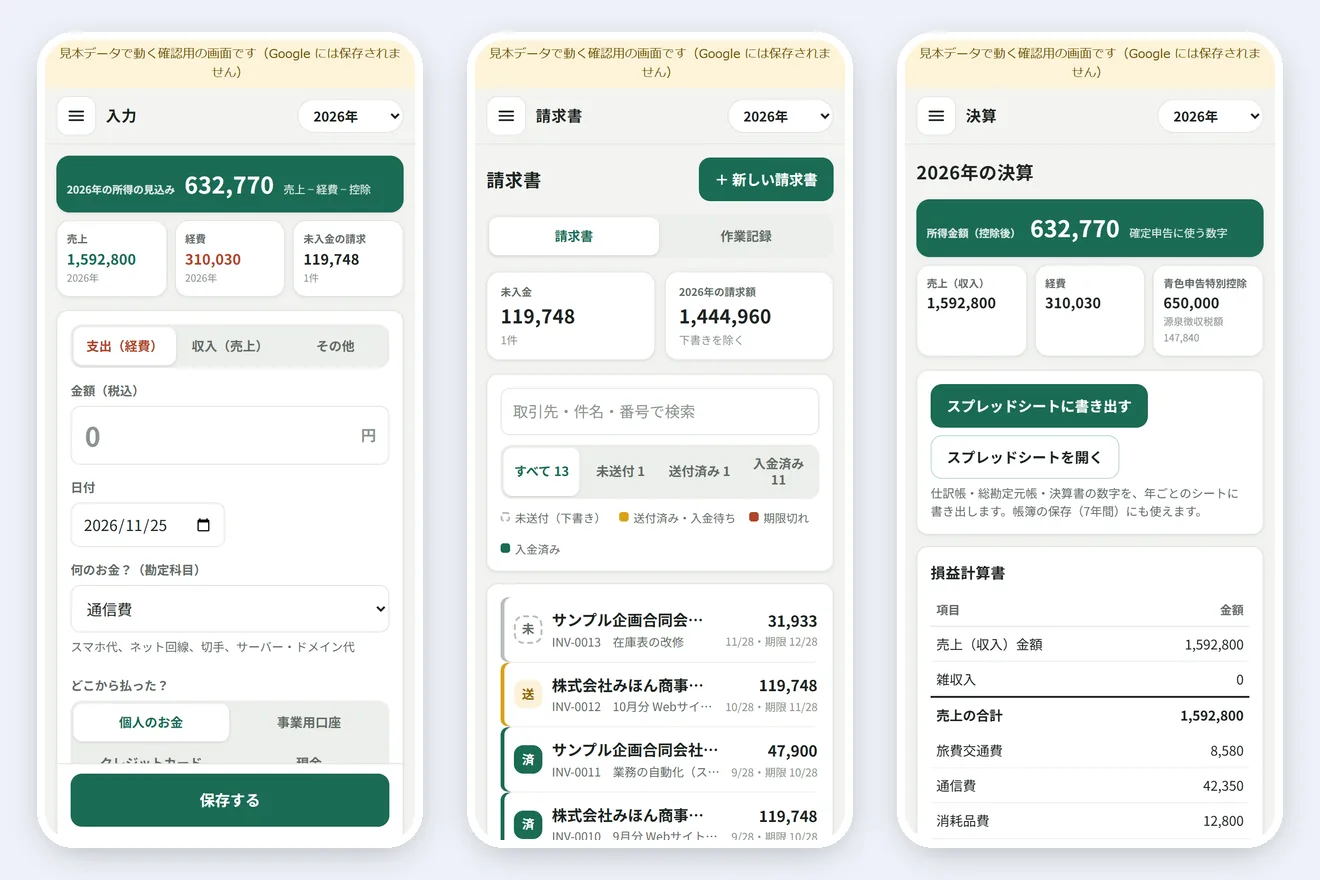 見本データで動く確認用の画面です（Google には保存されま
せん）
入力
2026年
2026年の所得の見込み 632,770 売上－経費－控除
売上
1,592,800
2026年
経費
310,030
2026年
未入金の請求
119,748
1件
支出（経費） 収入（売上） その他
金額（税込）
0 円
日付
2026/11/25
何のお金？（勘定科目）
通信費
スマホ代、ネット回線、切手、サーバー・ドメイン代
どこから払った？
個人のお金 事業用口座
クレジットカード 現金
保存する
見本データで動く確認用の画面です（Google には保存されま
せん）
請求書
2026年
請求書
＋新しい請求書
請求書 作業記録
未入金
119,748
1件
2026年の請求額
1,444,960
下書きを除く
取引先・件名・番号で検索
すべて 13 未送付 1 送付済み 1 入金済み
11
未送付（下書き） 送付済み・入金待ち 期限切れ
入金済み
未 サンプル企画合同会… 31,933
INV-0013 在庫表の改修 11/28・期限 12/28
送 株式会社みほん商事… 119,748
INV-0012 10月分 Webサイ… 10/28・期限 11/28
済 サンプル企画合同会社… 47,900
INV-0011 業務の自動化（ス… 9/28・期限 10/28
済 株式会社みほん商事… 119,748
INV-0010 9月分 Webサイト… 9/28・期限 10/28
見本データで動く確認用の画面です（Google には保存されま
せん）
決算
2026年
2026年の決算
所得金額（控除後） 632,770 確定申告に使う数字
売上（収入）
1,592,800
経費
310,030
青色申告特別控除
650,000
源泉徴収税額
147,840
スプレッドシートに書き出す
スプレッドシートを開く
仕訳帳・総勘定元帳・決算書の数字を、年ごとのシートに
書き出します。帳簿の保存（7年間）にも使えます。
損益計算書
項目 金額
売上（収入）金額 1,592,800
雑収入 0
売上の合計 1,592,800
旅費交通費 8,580
通信費 42,350
消耗品費 12,800